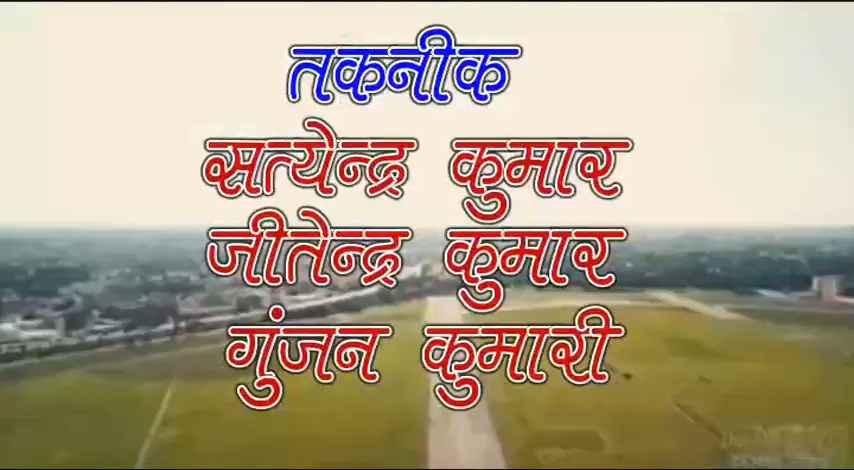 तकनीक
सत्येन्द्र कुमार
जीतेन्द्र कुमार
गुंजन कुमारी